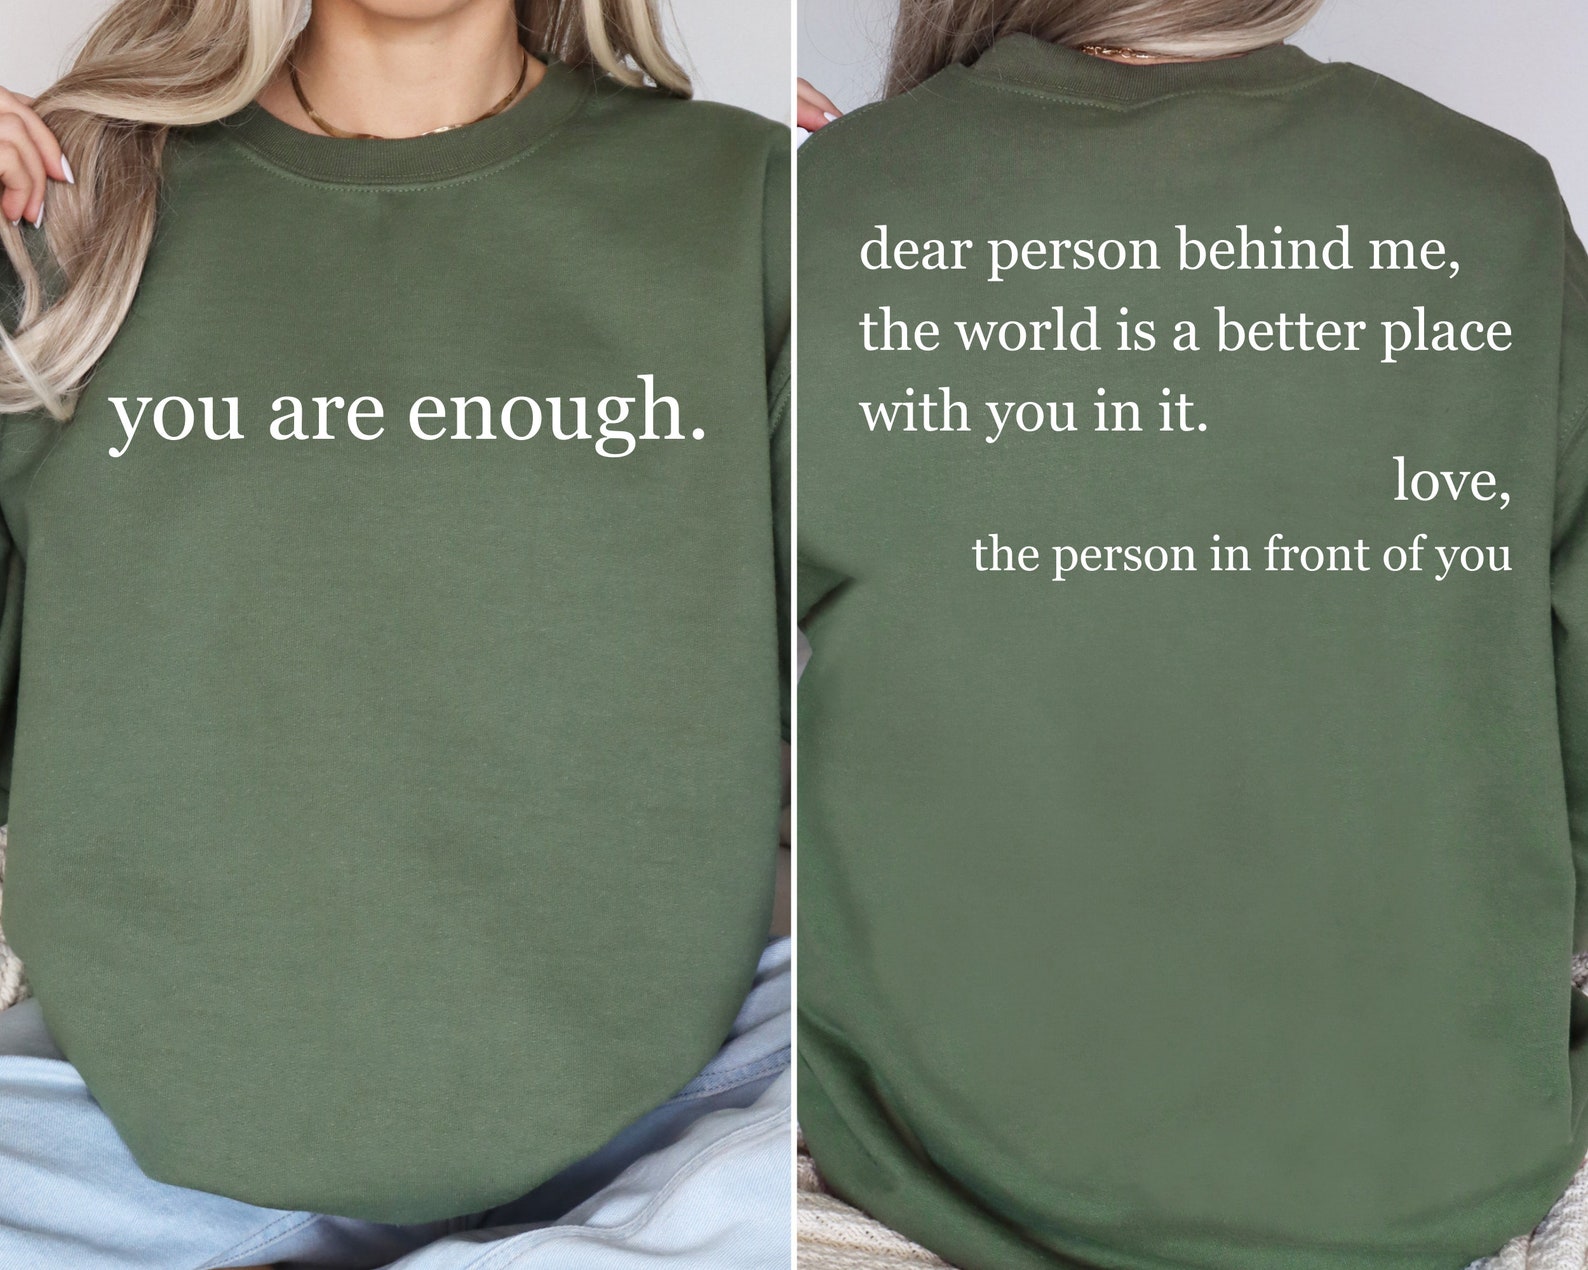 you are enough.
dear person behind me,
the world is a better place
with you in it.
love,
the person in front of you